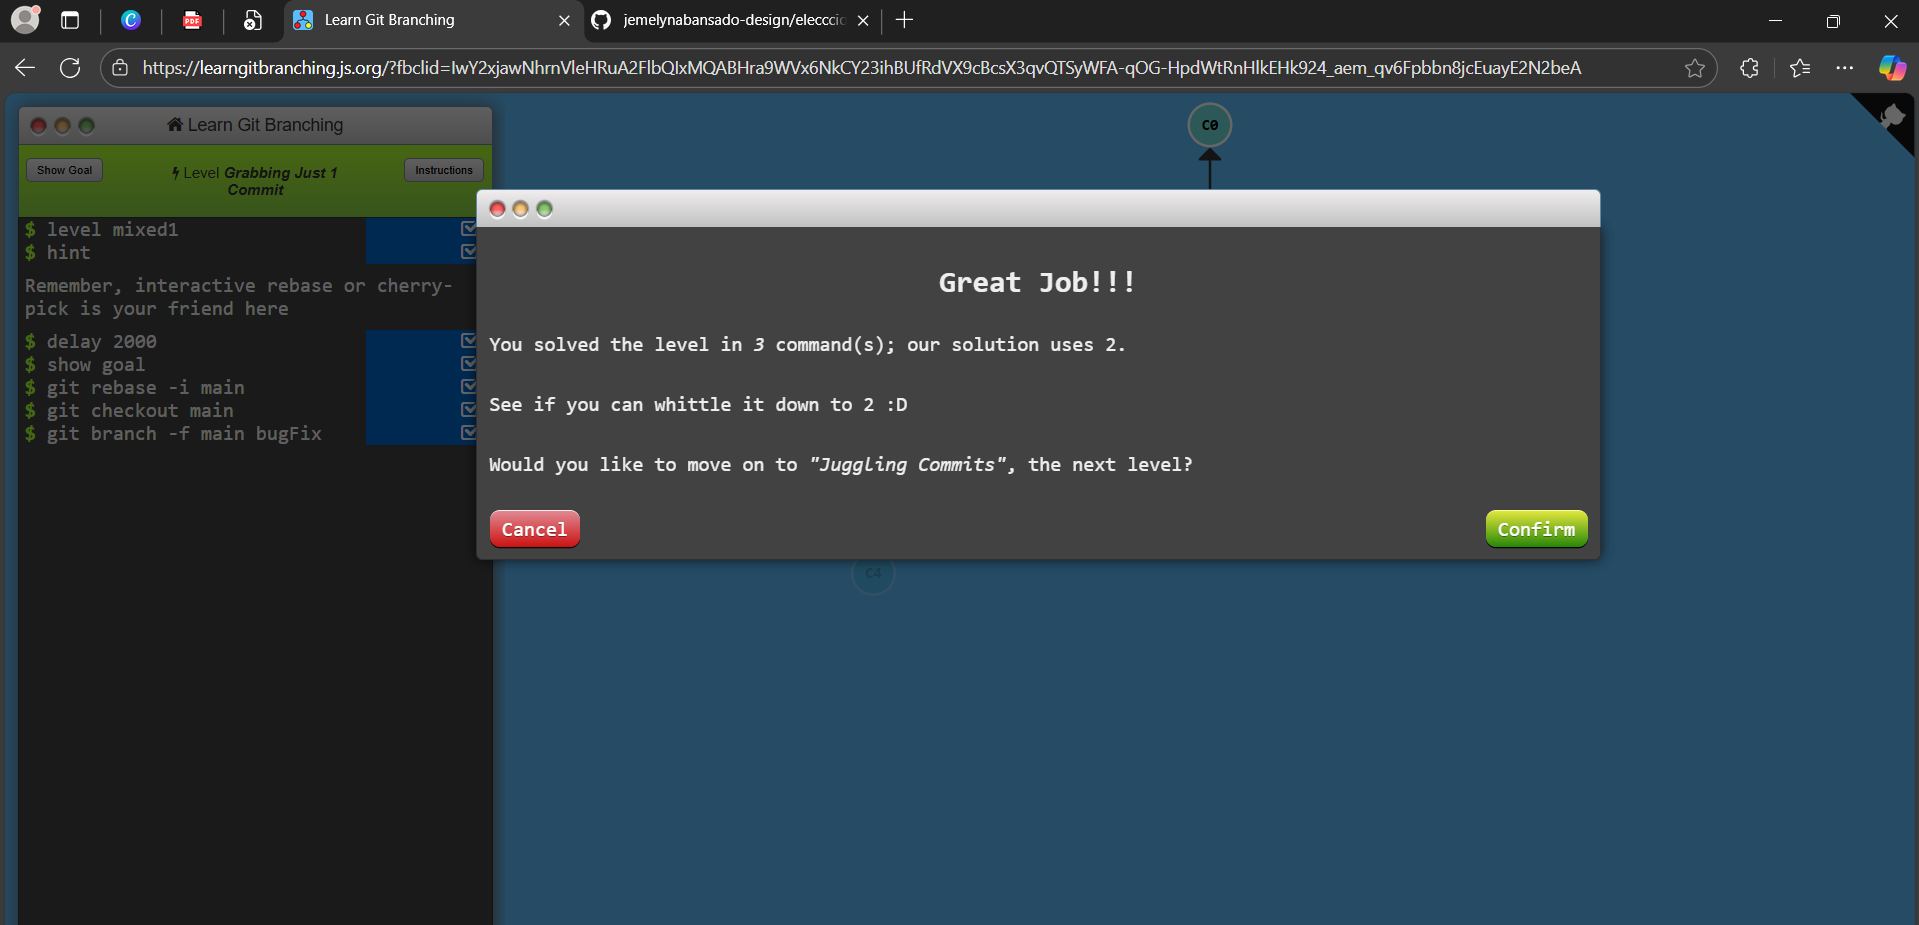 Learn Git Branching
jemelynabansado-design/eleccci
https://learngitbranching.js.org/?fbclid=IwY2xjawNhrnVleHRuA2FlbQIxMQABHra9WVx6NkCY23ihBUfRdVX9cBcsX3qvQTSyWFA-qOG-HpdWtRnHlkEHk924_aem_qv6Fpbbn8jcEuayE2N2beA
Learn Git Branching
Show Goal
Level Grabbing Just 1
Commit
Instructions
$ level mixed1
$ hint
Remember, interactive rebase or cherry-
pick is your friend here
$ delay 2000
$ show goal
$ git rebase -i main
$ git checkout main
$ git branch -f main bugFix
C0
Great Job!!!
You solved the level in 3 command(s); our solution uses 2.
See if you can whittle it down to 2 :D
Would you like to move on to "Juggling Commits", the next level?
Cancel
Confirm
C4